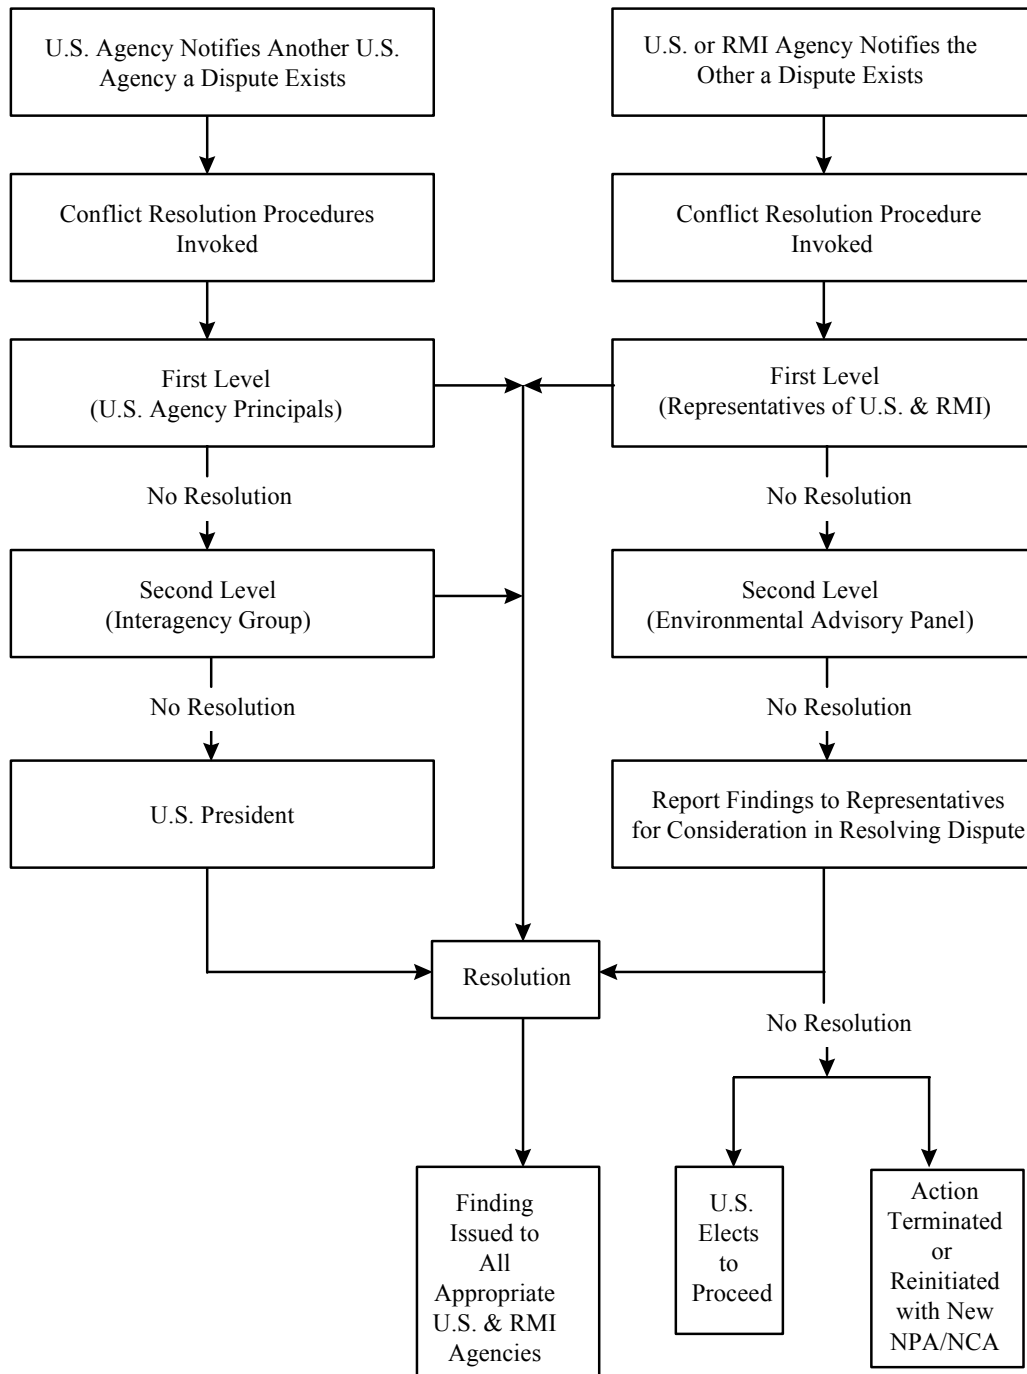 U.S. Agency Notifies Another U.S.
Agency a Dispute Exists
U.S. or RMI Agency Notifies the
Other a Dispute Exists
Conflict Resolution Procedures
Invoked
Conflict Resolution Procedure
Invoked
First Level
(U.S. Agency Principals)
First Level
(Representatives of U.S. & RMI)
No Resolution
No Resolution
Second Level
(Interagency Group)
Second Level
(Environmental Advisory Panel)
No Resolution
No Resolution
U.S. President
Report Findings to Representatives
for Consideration in Resolving Dispute
Resolution
No Resolution
Finding
Issued to
All
Appropriate
U.S. & RMI
Agencies
U.S.
Elects
to
Proceed
Action
Terminated
or
Reinitiated
with New
NPA/NCA